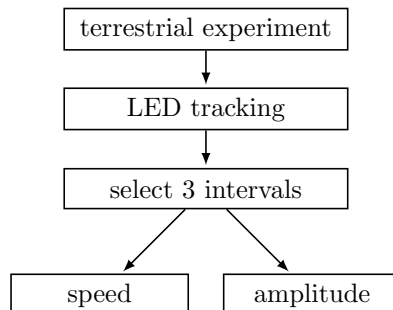 terrestrial experiment
LED tracking
select 3 intervals
speed
amplitude